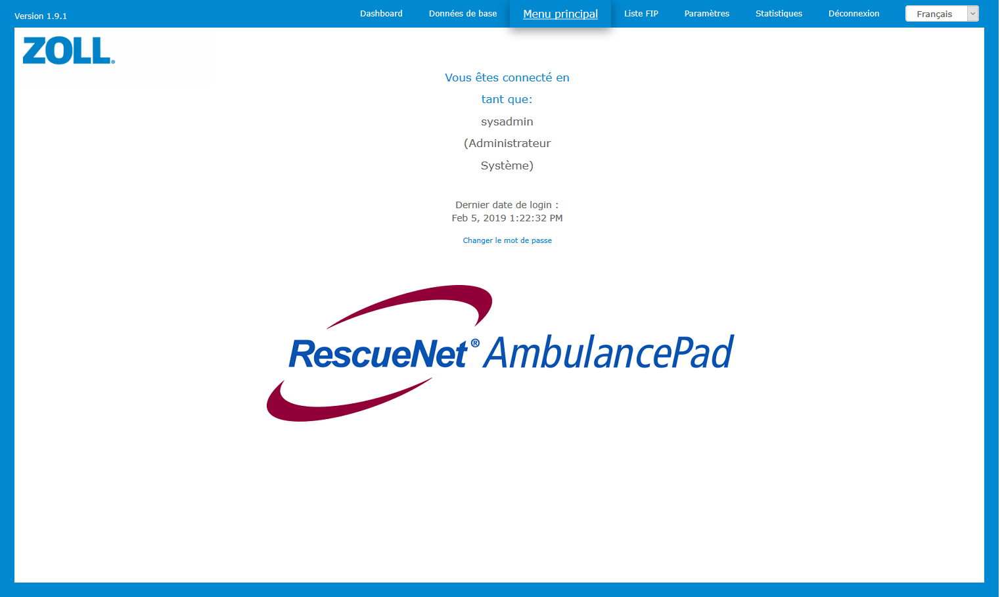 Version 1.9.1
Dashboard
Données de base
Menu principal
Liste FIP
Paramètres
Statistiques
Déconnexion
Français
ZOLL®
Vous êtes connecté en
tant que:
sysadmin
(Administrateur
Système)
Dernier date de login :
Feb 5, 2019 1:22:32 PM
Changer le mot de passe
RescueNet® AmbulancePad